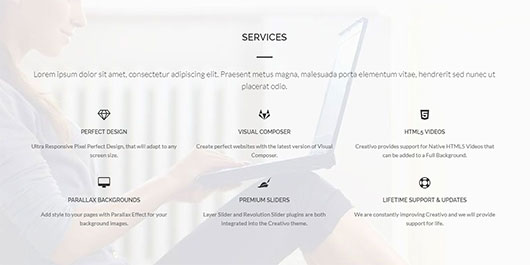 SERVICES
Lorem ipsum dolor sit amet, consectetur adipiscing elit. Praesent metus magna, malesuada porta elementum vitae, hendrerit sed nunc ut
placerat odio.
PERFECT DESIGN
Ultra Responsive Pixel Perfect Design, that will adapt to any
screen size.
VISUAL COMPOSER
Create perfect websites with the latest version of Visual
Composer.
HTML5 VIDEOS
Creativo provides support for Native HTML5 Videos that
can be added to a Full Background.
PARALLAX BACKGROUNDS
Add style to your pages with Parallax Effect for your
background images.
PREMIUM SLIDERS
Layer Slider and Revolution Slider plugins are both
integrated into the Creativo theme.
LIFETIME SUPPORT & UPDATES
We are constantly improving Creativo and we will provide
support for life.